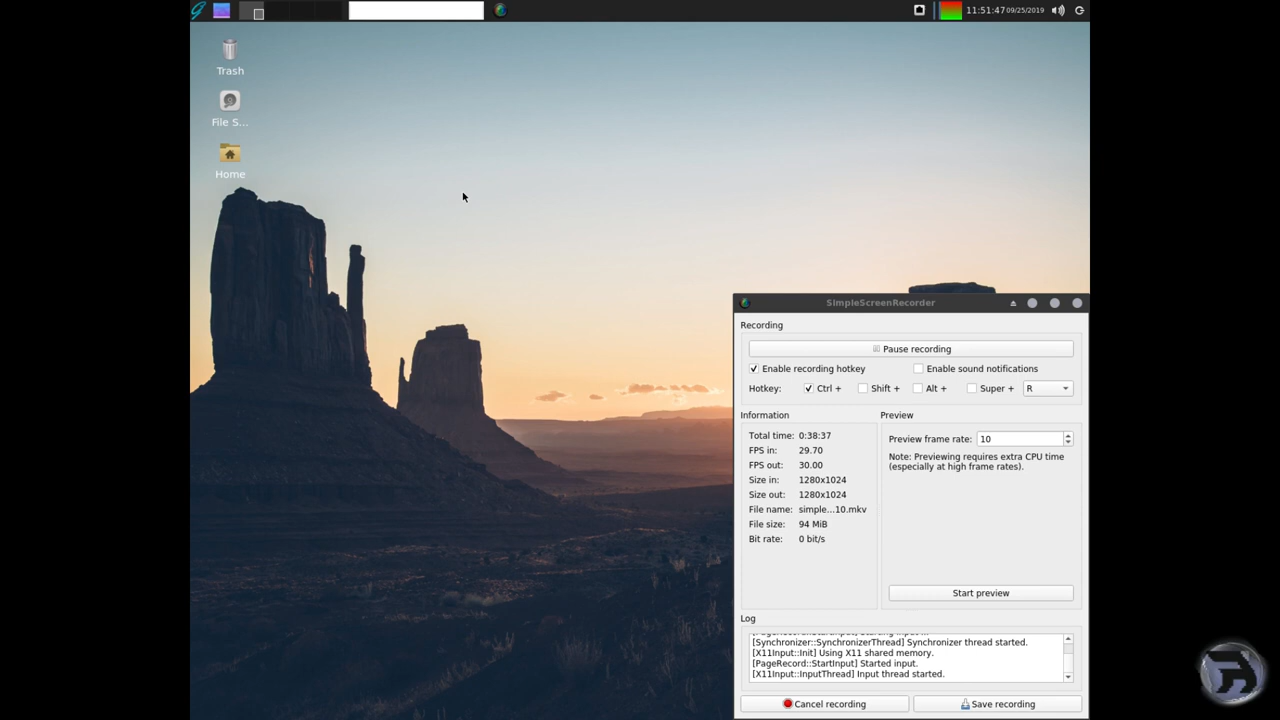 11:51:47 09/25/2019
Trash
File S...
Home
SimpleScreenRecorder
Recording
Pause recording
Enable recording hotkey
Enable sound notifications
Hotkey: Ctrl + Shift + Alt + Super + R
Information
Total time: 0:38:37
FPS in: 29.70
FPS out: 30.00
Size in: 1280x1024
Size out: 1280x1024
File name: simple...10.mkv
File size: 94 MiB
Bit rate: 0 bit/s
Preview
Preview frame rate: 10
Note: Previewing requires extra CPU time
(especially at high frame rates).
Start preview
Log
[Synchronizer::SynchronizerThread] Synchronizer thread started.
[X11Input::Init] Using X11 shared memory.
[PageRecord::StartInput] Started input.
[X11Input::InputThread] Input thread started.
Cancel recording
Save recording